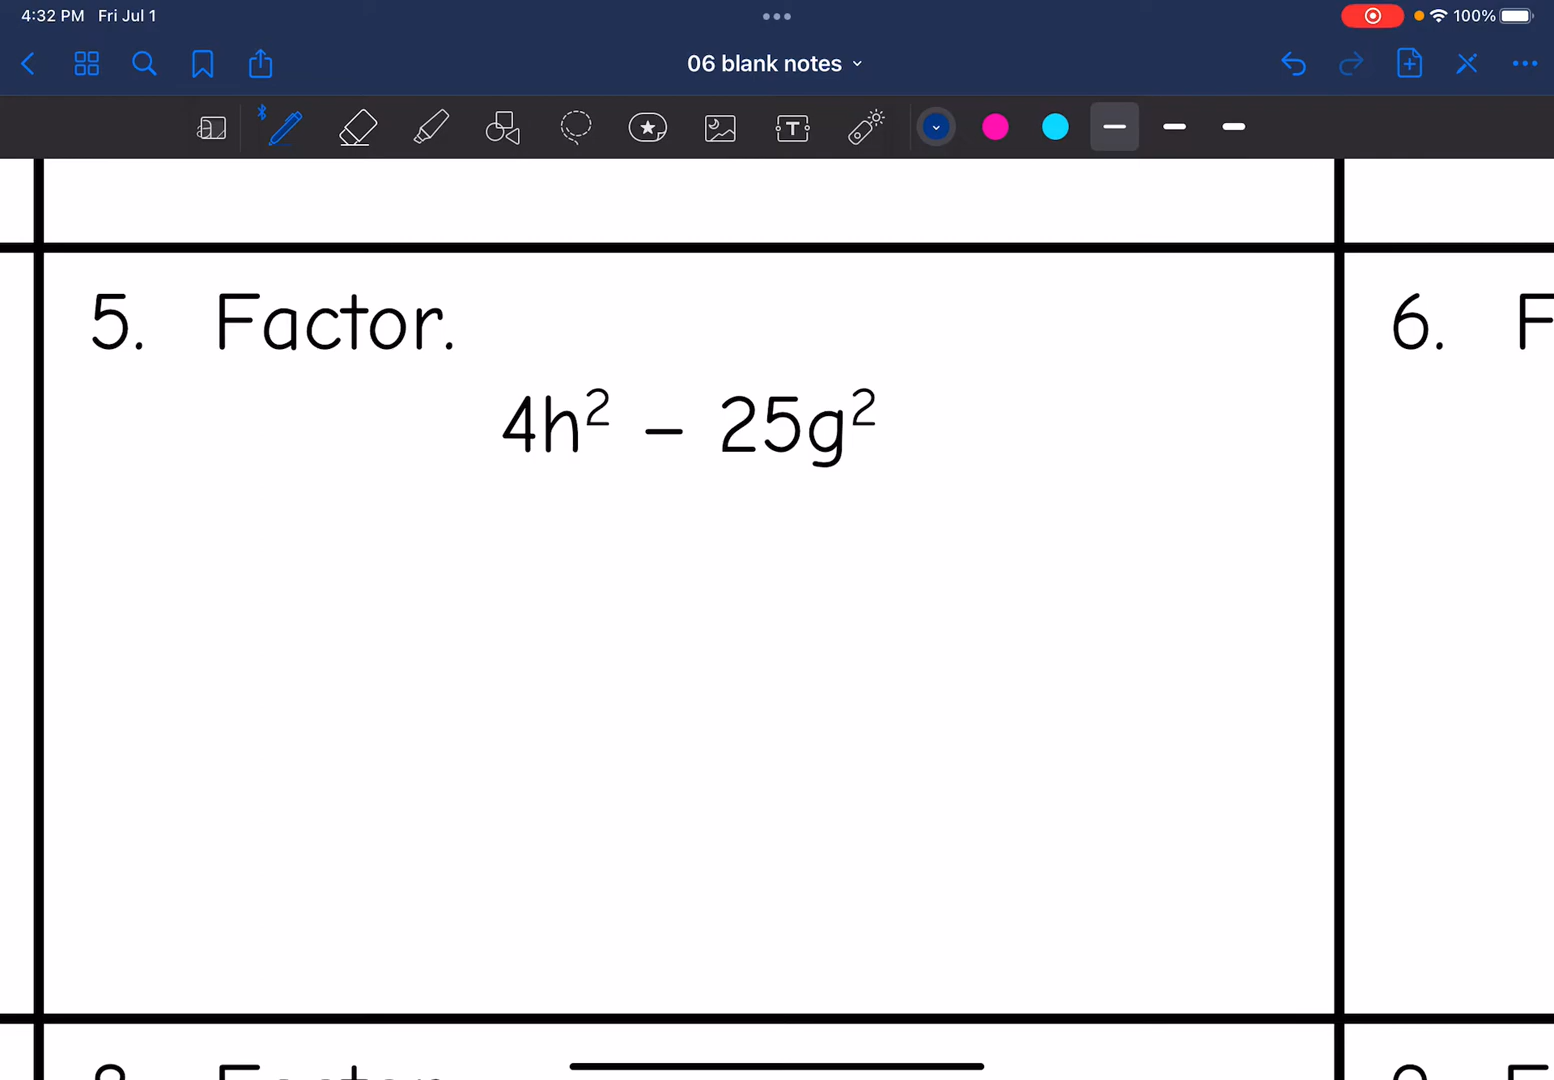 4:32 PM Fri Jul 1
100%
06 blank notes
T
5. Factor.
6. F
4h² – 25g²